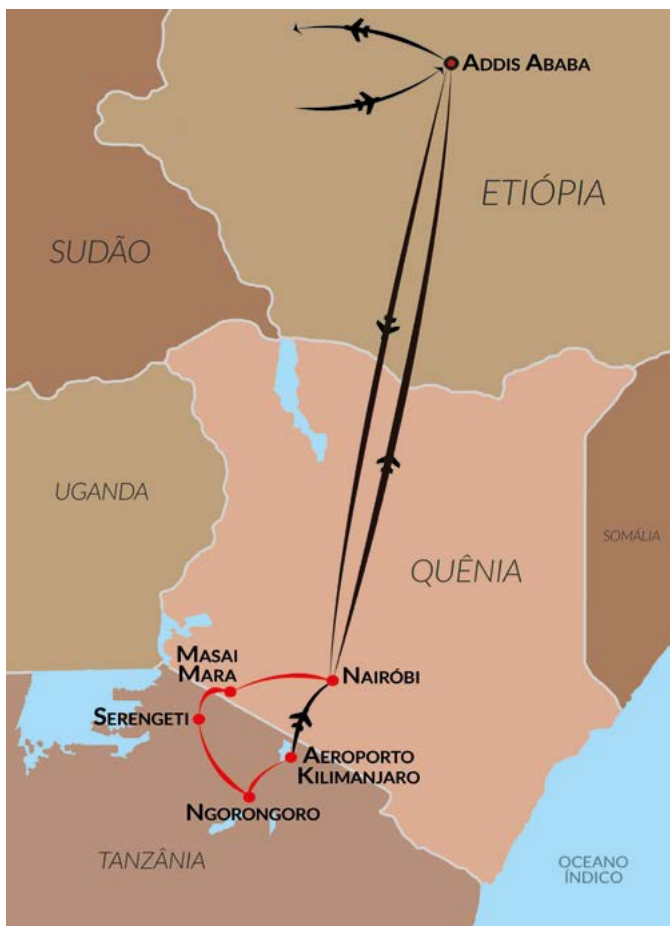 ADDIS ABABA
ETIÓPIA
SUDÃO
UGANDA
SOMÁLIA
QUÊNIA
MASAI
MARA
NAIRÓBI
SERENGETI
AEROPORTO
KILIMANJARO
NGORONGORO
TANZÂNIA
OCEANO
ÍNDICO